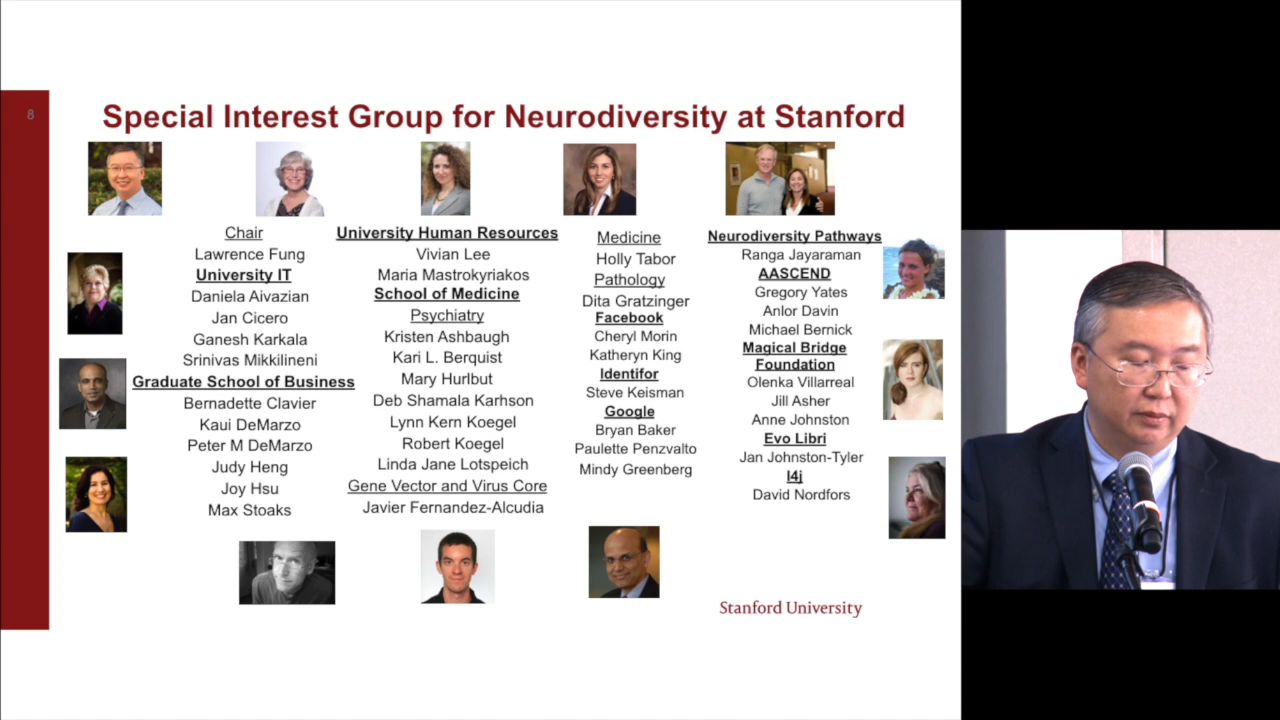 8
Special Interest Group for Neurodiversity at Stanford
Chair
Lawrence Fung
University IT
Daniela Aivazian
Jan Cicero
Ganesh Karkala
Srinivas Mikkilineni
Graduate School of Business
Bernadette Clavier
Kaui DeMarzo
Peter M DeMarzo
Judy Heng
Joy Hsu
Max Stoaks
University Human Resources
Vivian Lee
Maria Mastrokyriakos
School of Medicine
Psychiatry
Kristen Ashbaugh
Kari L. Berquist
Mary Hurlbut
Deb Shamala Karhson
Lynn Kern Koegel
Robert Koegel
Linda Jane Lotspeich
Gene Vector and Virus Core
Javier Fernandez-Alcudia
Medicine
Holly Tabor
Pathology
Dita Gratzinger
Facebook
Cheryl Morin
Katheryn King
Identifor
Steve Keisman
Google
Bryan Baker
Paulette Penzvalto
Mindy Greenberg
Neurodiversity Pathways
Ranga Jayaraman
AASCEND
Gregory Yates
Anlor Davin
Michael Bernick
Magical Bridge
Foundation
Olenka Villarreal
Jill Asher
Anne Johnston
Evo Libri
Jan Johnston-Tyler
I4j
David Nordfors
Stanford University